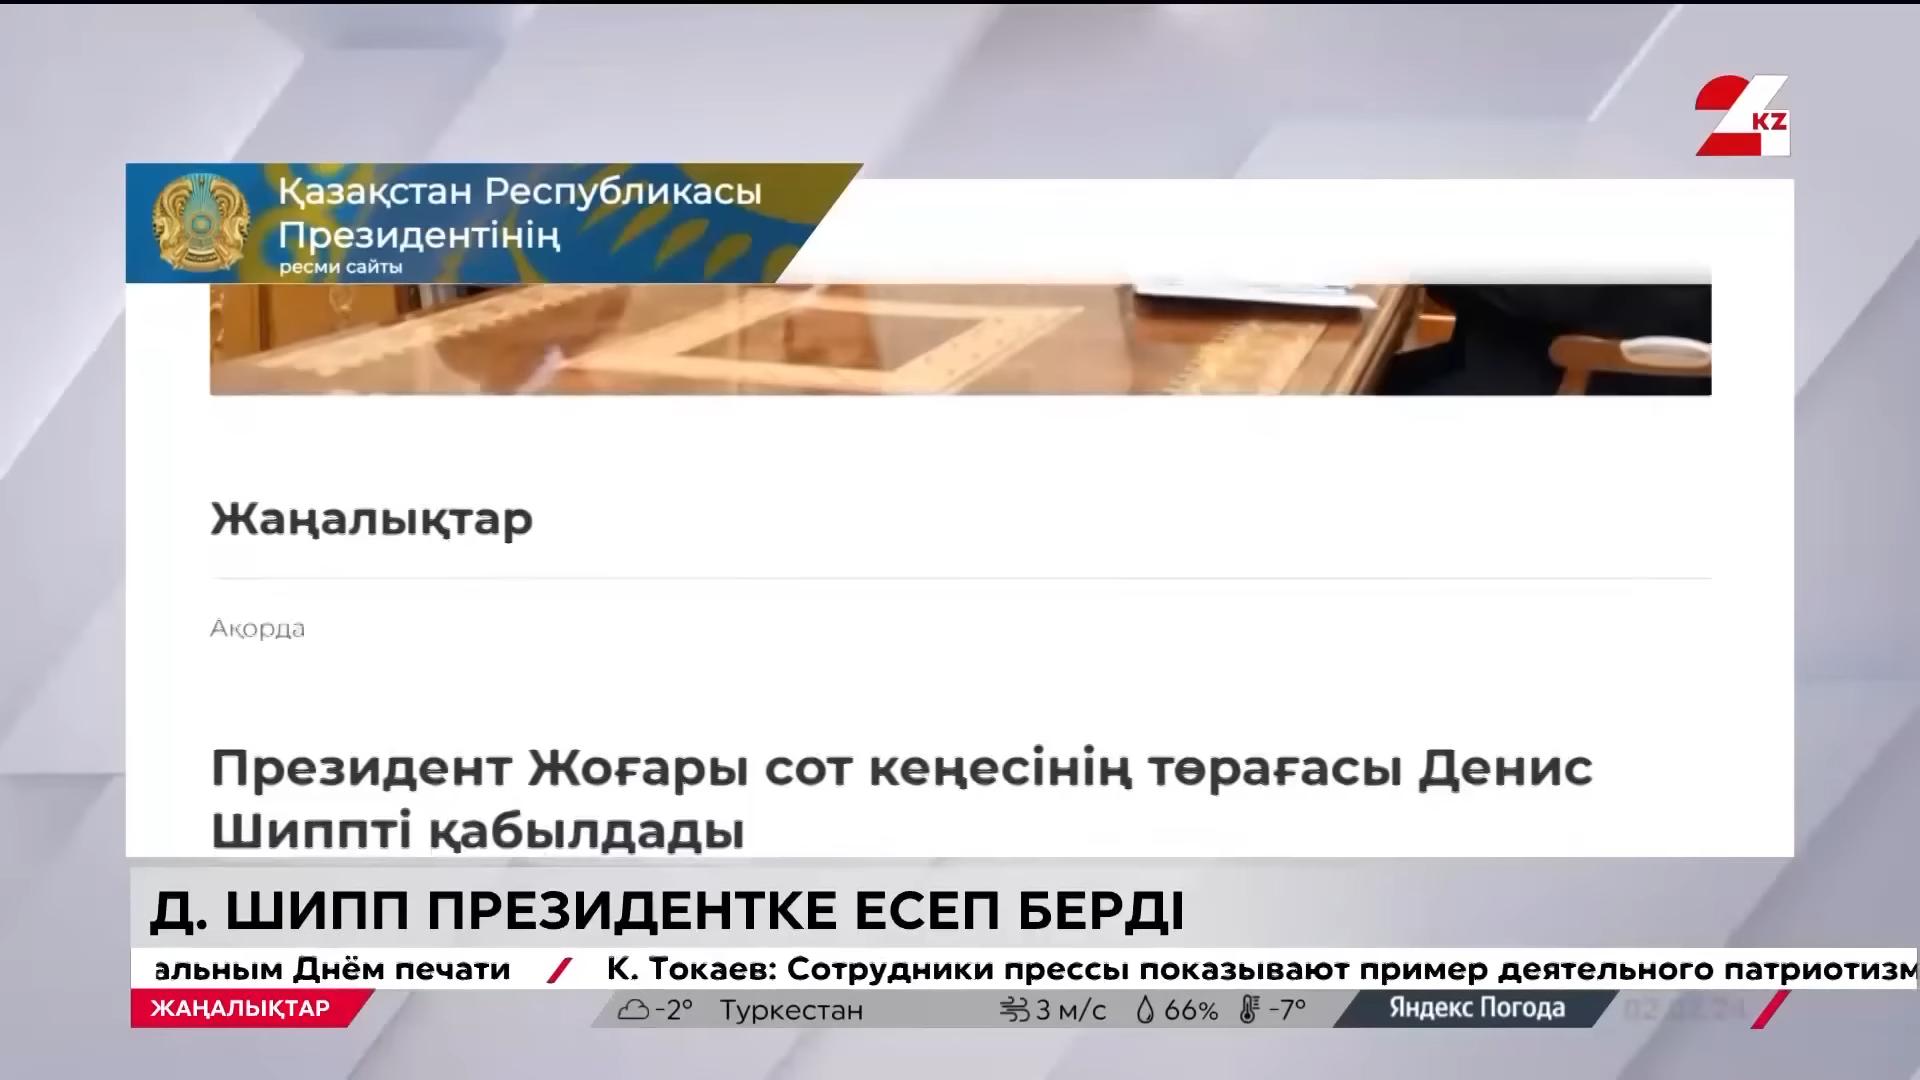 24 KZ
Қазақстан Республикасы
Президентінің
ресми сайты
Жаңалықтар
Ақорда
Президент Жоғары сот кеңесінің төрағасы Денис
Шиппті қабылдады
Д. ШИПП ПРЕЗИДЕНТКЕ ЕСЕП БЕРДІ
альным Днём печати / К. Токаев: Сотрудники прессы показывают пример деятельного патриотизм
ЖАҢАЛЫҚТАР
-2° Туркестан 3 м/с 66% -7° Яндекс Погода